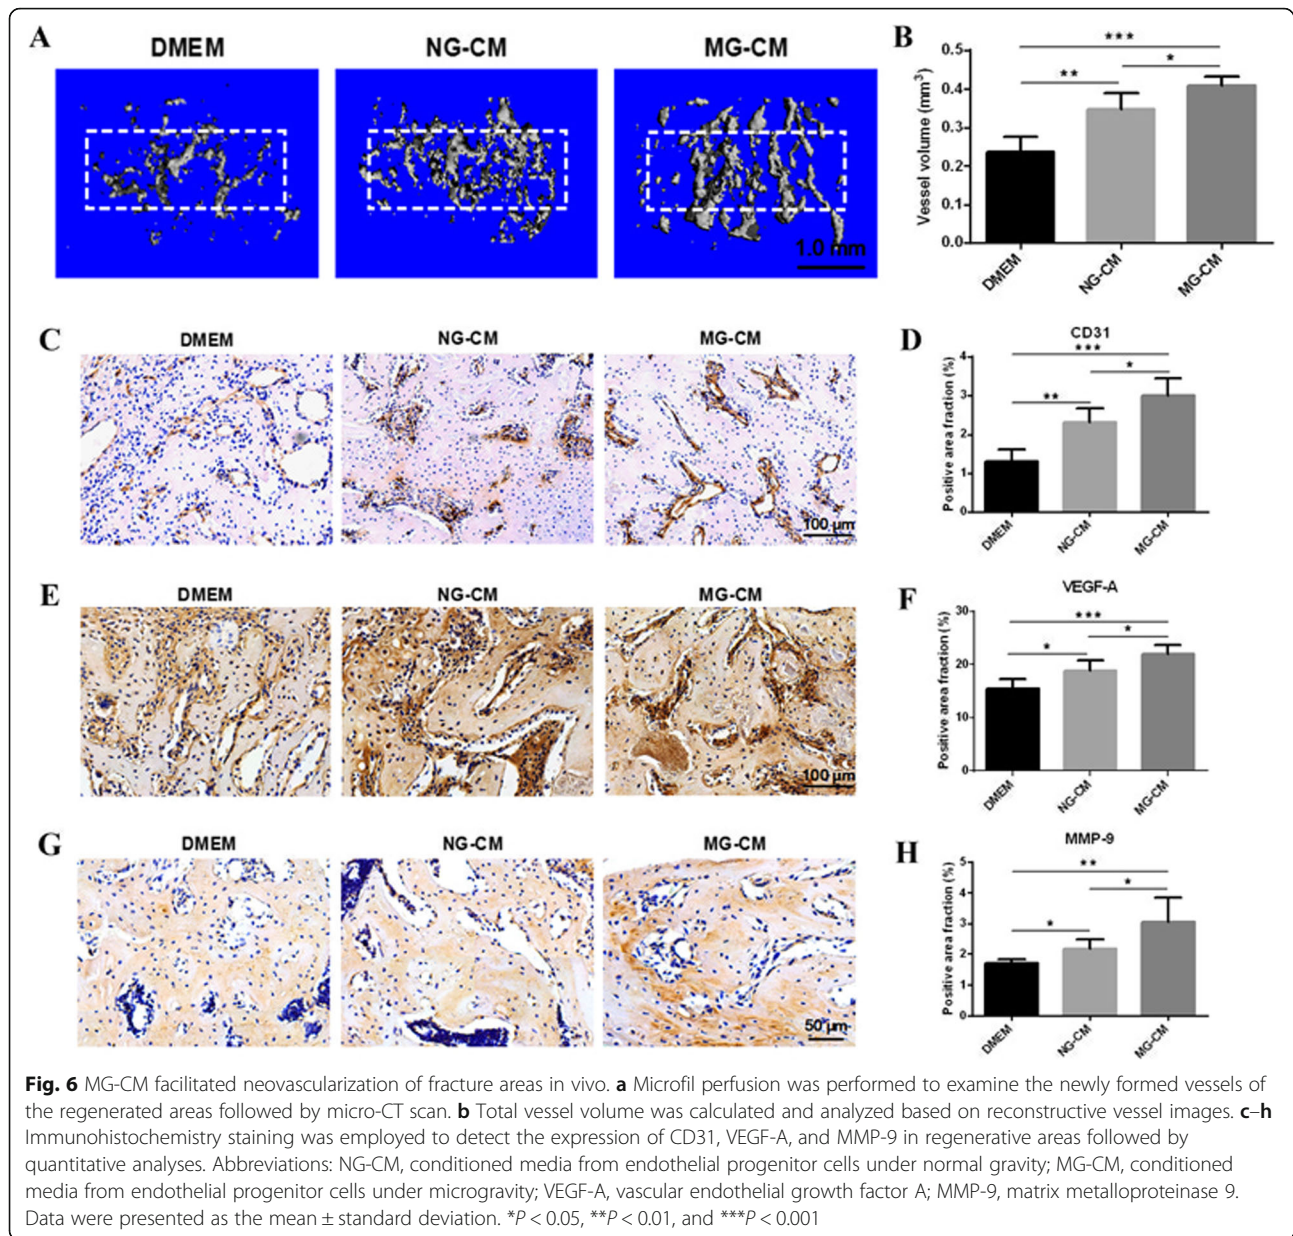 A
DMEM
NG-CM
MG-CM
1.0 mm
B
Vessel volume (mm³)
0.5
0.4
0.3
0.2
0.1
0.0
***
**
*
DMEM
NG-CM
MG-CM
C
DMEM
NG-CM
MG-CM
100 µm
D
CD31
Positive area fraction (%)
4
3
2
1
0
***
**
*
DMEM
NG-CM
MG-CM
E
DMEM
NG-CM
MG-CM
100 µm
F
VEGF-A
Positive area fraction (%)
30
20
10
0
***
*
*
DMEM
NG-CM
MG-CM
G
DMEM
NG-CM
MG-CM
50 µm
H
MMP-9
Positive area fraction (%)
5
4
3
2
1
0
**
*
*
DMEM
NG-CM
MG-CM
Fig. 6 MG-CM facilitated neovascularization of fracture areas in vivo. a Microfil perfusion was performed to examine the newly formed vessels of
the regenerated areas followed by micro-CT scan. b Total vessel volume was calculated and analyzed based on reconstructive vessel images. c–h
Immunohistochemistry staining was employed to detect the expression of CD31, VEGF-A, and MMP-9 in regenerative areas followed by
quantitative analyses. Abbreviations: NG-CM, conditioned media from endothelial progenitor cells under normal gravity; MG-CM, conditioned
media from endothelial progenitor cells under microgravity; VEGF-A, vascular endothelial growth factor A; MMP-9, matrix metalloproteinase 9.
Data were presented as the mean ± standard deviation. *P < 0.05, **P < 0.01, and ***P < 0.001